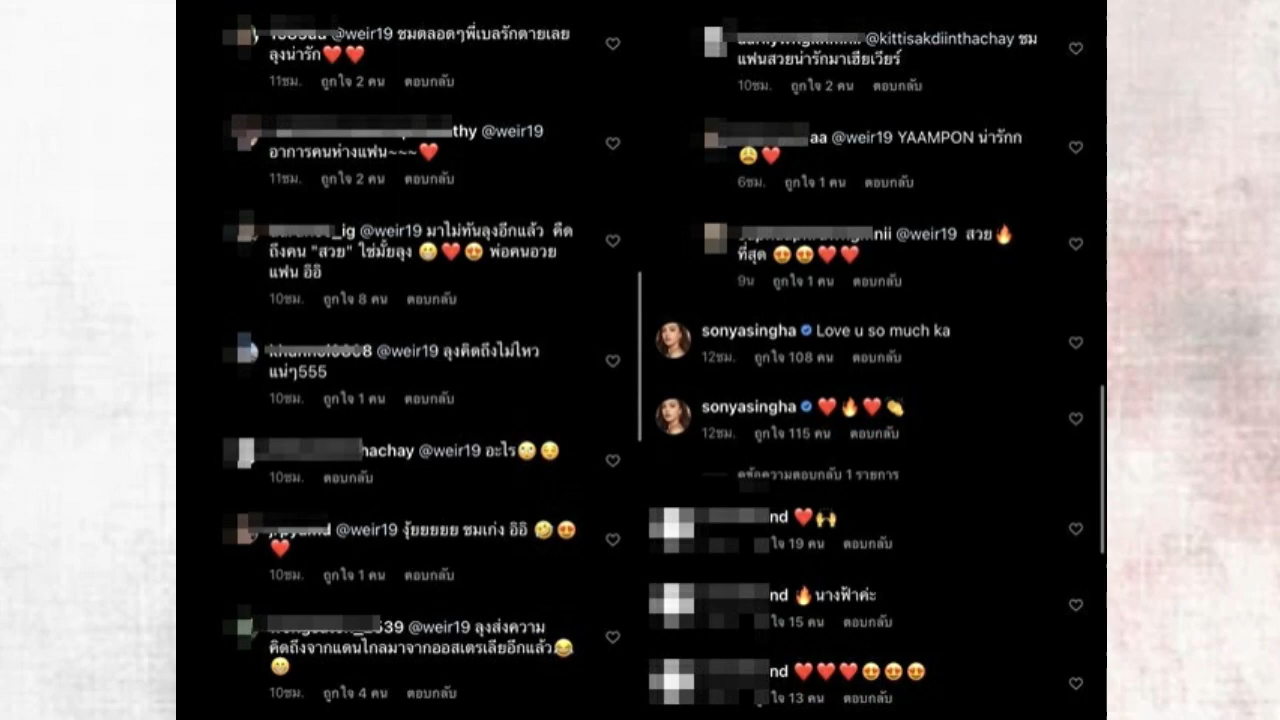 @weir19 ชมตลอดๆพี่เบลรักตายเลย
ลุงน่ารัก❤️❤️
11ชม. ถูกใจ 2 คน ตอบกลับ
thy @weir19
อาการคนห่างแฟน~~~❤️
11ชม. ถูกใจ 2 คน ตอบกลับ
_ig @weir19 มาไม่ทันลุงอีกแล้ว คืด
ถึงคน "สวย" ใช่มั้ยลุง 😁❤️😍 พ่อคนอวย
แฟน อิอิ
10ชม. ถูกใจ 8 คน ตอบกลับ
@weir19 ลุงคิดถึงไม่ไหว
แน่ๆ555
10ชม. ถูกใจ 1 คน ตอบกลับ
hachay @weir19 อะไร🙄😌
10ชม. ตอบกลับ
@weir19 งุ้ยยยยย ชมเก่ง อิอิ 🤣😍
❤️
10ชม. ถูกใจ 1 คน ตอบกลับ
539 @weir19 ลุงส่งความ
คิดถึงจากแดนไกลมาจากออสเตรเลียอีกแล้ว😂
😁
10ชม. ถูกใจ 4 คน ตอบกลับ
@kittisakdiinthachay ชม
แฟนสวยน่ารักมาเฮียเวียร์
10ชม. ถูกใจ 2 คน ตอบกลับ
aa @weir19 YAAMPON น่ารักก
😩❤️
6ชม. ถูกใจ 1 คน ตอบกลับ
nii @weir19 สวย🔥
ที่สุด 😍😍❤️❤️
9น ถูกใจ 1 คน ตอบกลับ
sonyasingha Love u so much ka
12ชม. ถูกใจ 108 คน ตอบกลับ
sonyasingha ❤️🔥❤️👏
12ชม. ถูกใจ 115 คน ตอบกลับ
ดูข้อความตอบกลับ 1 รายการ
nd ❤️🙌
ใจ 19 คน ตอบกลับ
nd 🔥นางฟ้าค่ะ
ใจ 15 คน ตอบกลับ
nd ❤️❤️❤️😍😍😍
ใจ 13 คน ตอบกลับ